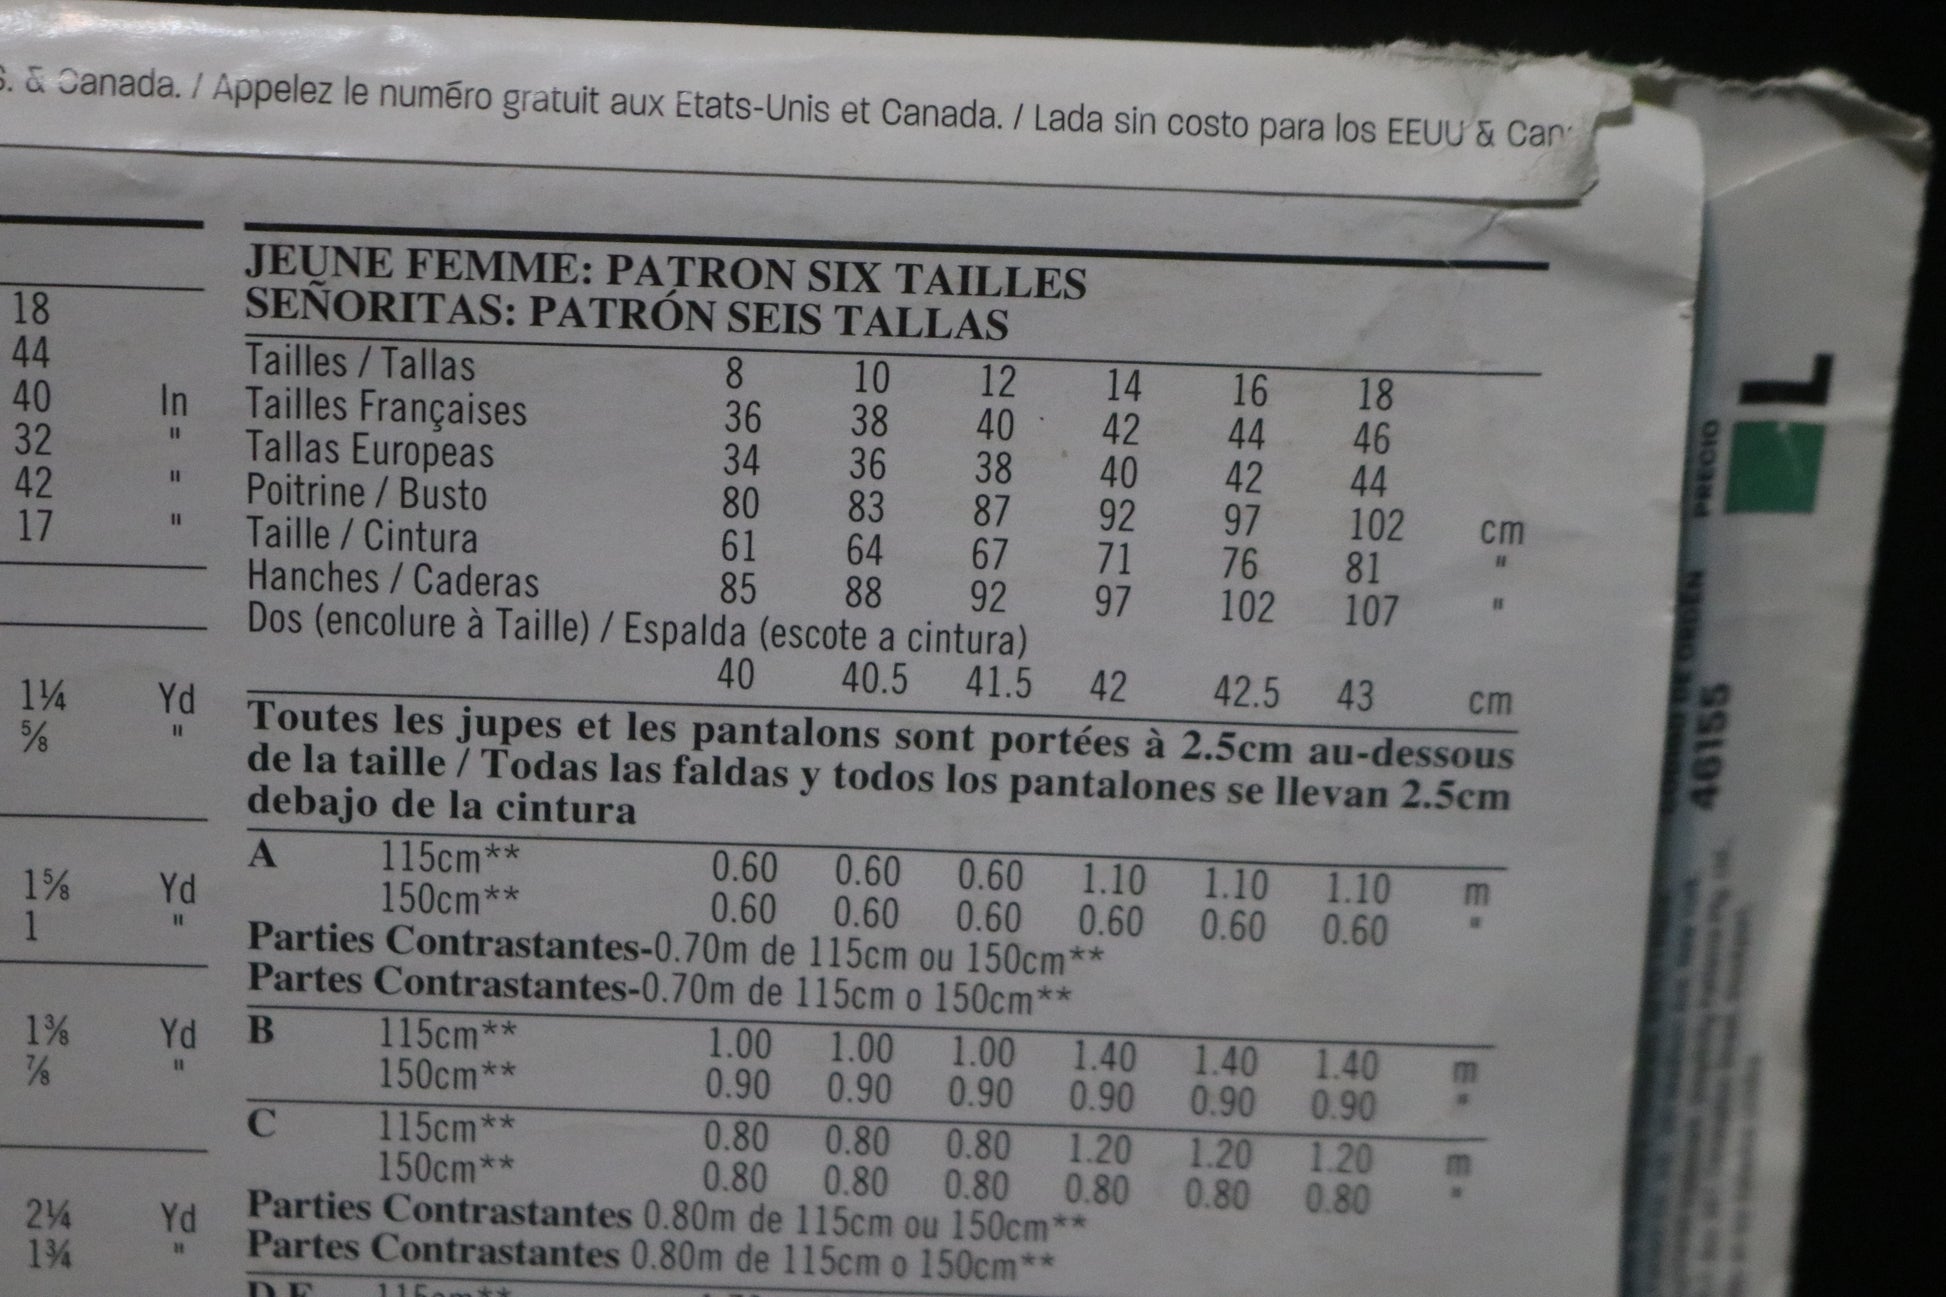 & Canada. / Appelez le numéro gratuit aux Etats-Unis et Canada. / Lada sin costo para los EEUU &
18
44
40 In
32 "
42 "
17 "
1¼ Yd
⅝ "
1⅝ Yd
1 "
1⅜ Yd
⅞ "
2¼ Yd
1¾ "
JEUNE FEMME: PATRON SIX TAILLES
SEÑORITAS: PATRÓN SEIS TALLAS
Tailles / Tallas 8 10 12 14 16 18
Tailles Françaises 36 38 40 42 44 46
Tallas Europeas 34 36 38 40 42 44
Poitrine / Busto 80 83 87 92 97 102 cm
Taille / Cintura 61 64 67 71 76 81 "
Hanches / Caderas 85 88 92 97 102 107 "
Dos (encolure à Taille) / Espalda (escote a cintura)
40 40.5 41.5 42 42.5 43 cm
Toutes les jupes et les pantalons sont portées à 2.5cm au-dessous
de la taille / Todas las faldas y todos los pantalones se llevan 2.5cm
debajo de la cintura
A 115cm** 0.60 0.60 0.60 1.10 1.10 1.10 m
150cm** 0.60 0.60 0.60 0.60 0.60 0.60 "
Parties Contrastantes-0.70m de 115cm ou 150cm**
Partes Contrastantes-0.70m de 115cm o 150cm**
B 115cm** 1.00 1.00 1.00 1.40 1.40 1.40 m
150cm** 0.90 0.90 0.90 0.90 0.90 0.90 "
C 115cm** 0.80 0.80 0.80 1.20 1.20 1.20 m
150cm** 0.80 0.80 0.80 0.80 0.80 0.80 "
Parties Contrastantes 0.80m de 115cm ou 150cm**
Partes Contrastantes 0.80m de 115cm o 150cm**
D,E 115cm**
L
PRECIO
DE ORDEN
46155